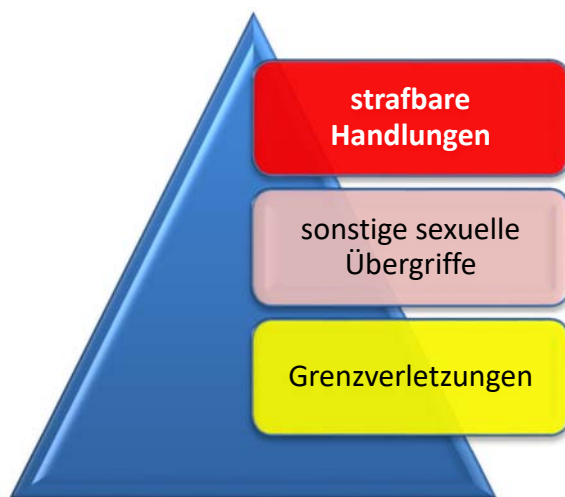 strafbare
Handlungen
sonstige sexuelle
Übergriffe
Grenzverletzungen